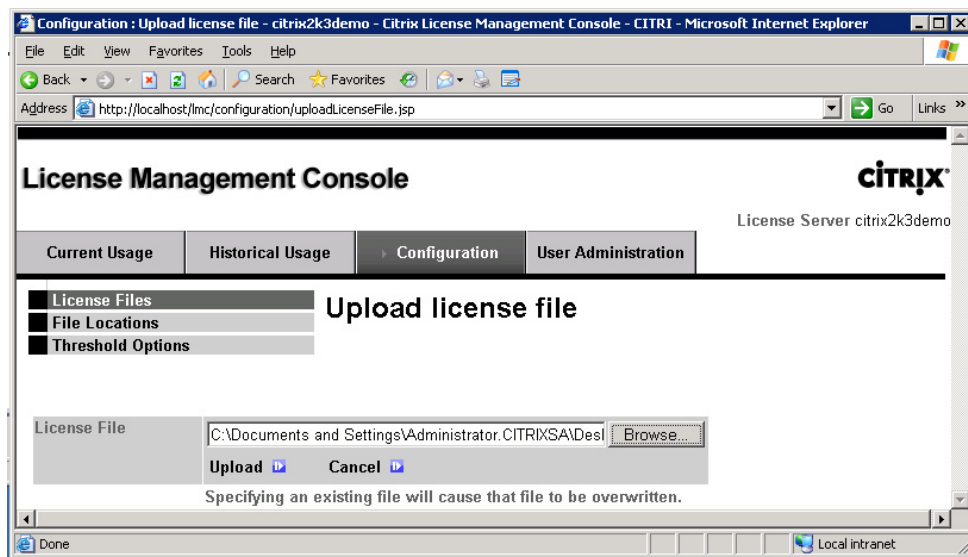 Configuration : Upload license file - citrix2k3demo - Citrix License Management Console - CITRI - Microsoft Internet Explorer
File Edit View Favorites Tools Help
Back Search Favorites
Address http://localhost/lmc/configuration/uploadLicenseFile.jsp Go Links »
License Management Console CITRIX
License Server citrix2k3demo
Current Usage Historical Usage Configuration User Administration
License Files
File Locations
Threshold Options
Upload license file
License File C:\Documents and Settings\Administrator.CITRIXSA\Desl Browse...
Upload Cancel
Specifying an existing file will cause that file to be overwritten.
Done Local intranet